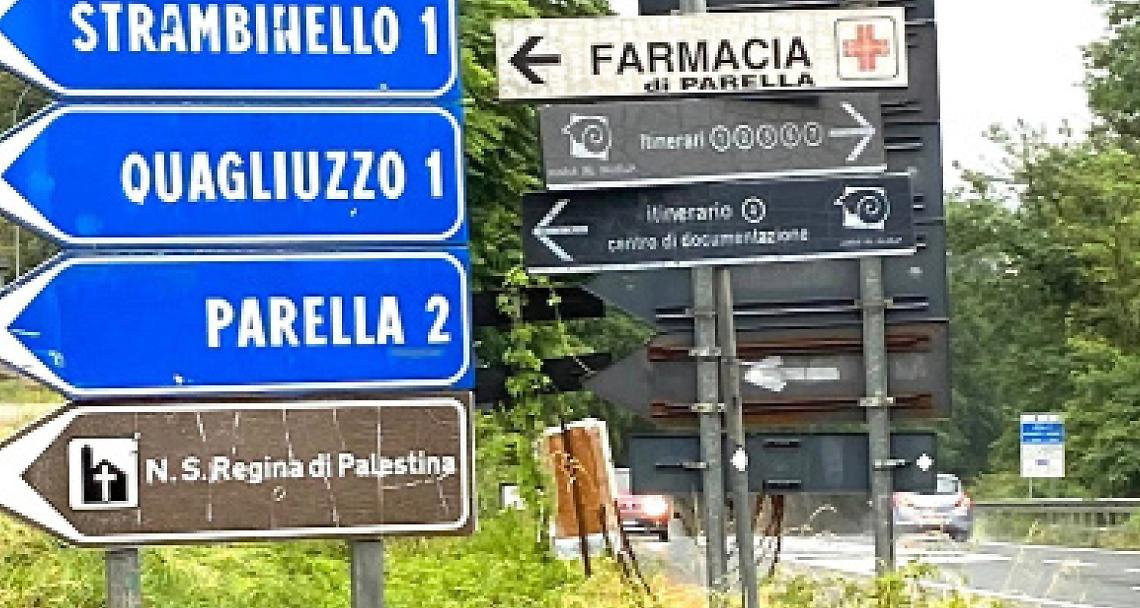 STRAMBINELLO 1
QUAGLIUZZO 1
PARELLA 2
N. S. Regina di Palestina
FARMACIA
di PARELLA
Itinerari
itinerario
centro di documentazione